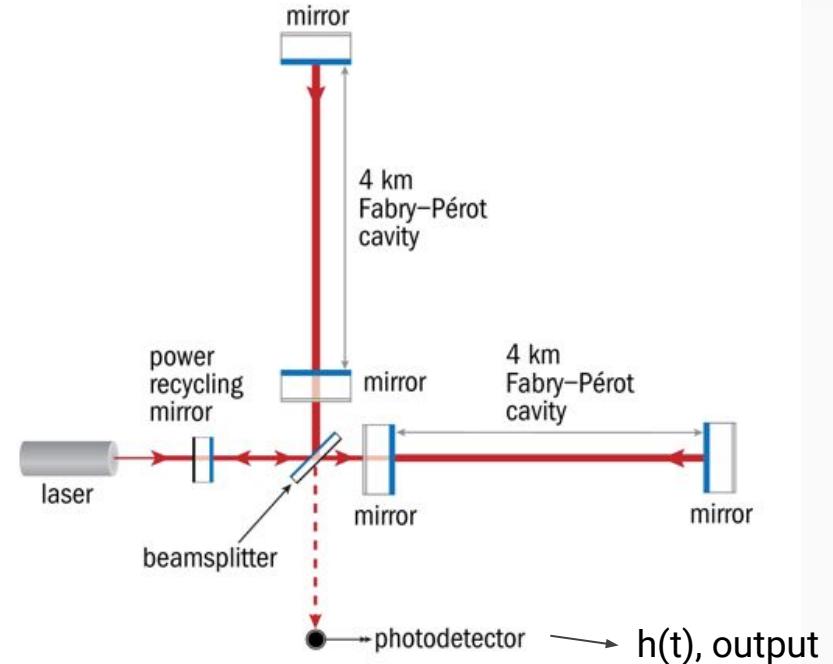 mirror
4 km
Fabry–Pérot
cavity
power
recycling
mirror
mirror
4 km
Fabry–Pérot
cavity
laser
mirror
mirror
beamsplitter
photodetector
h(t), output